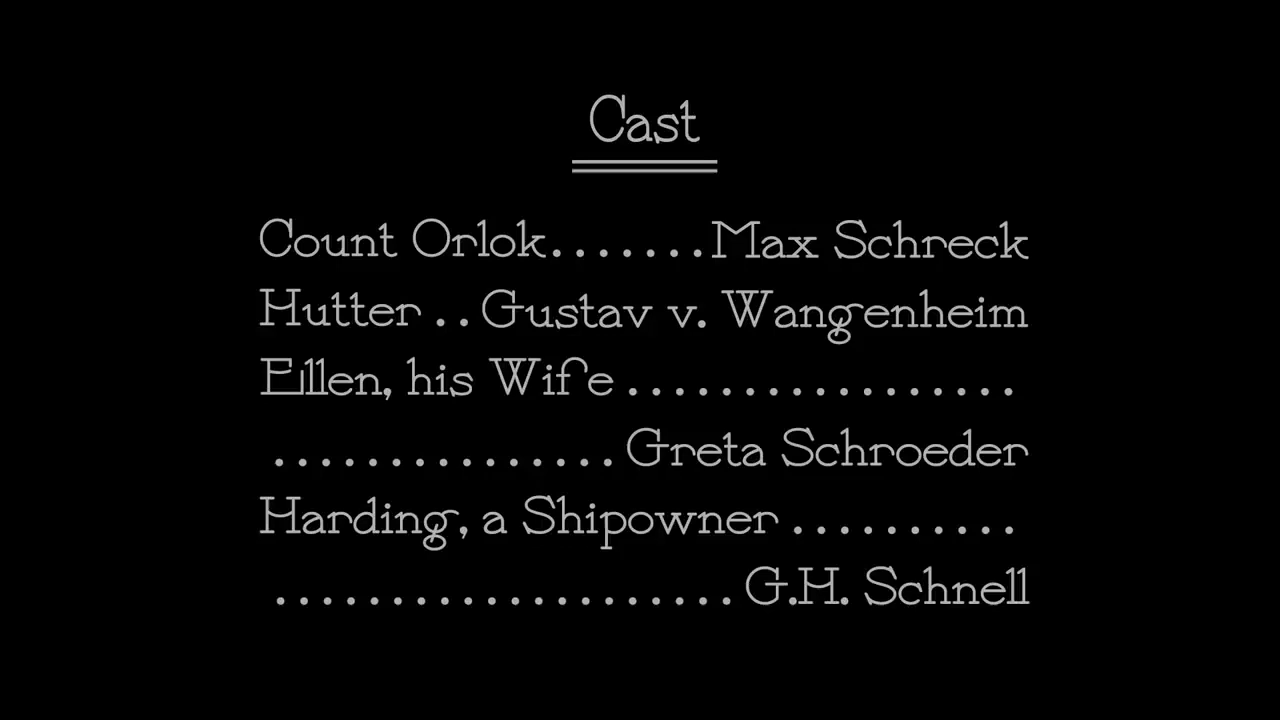 Cast
Count Orlok.......Max Schreck
Hutter ..Gustav v. Wangenheim
Ellen, his Wife .................
...............Greta Schroeder
Harding, a Shipowner ..........
....................G.H. Schnell